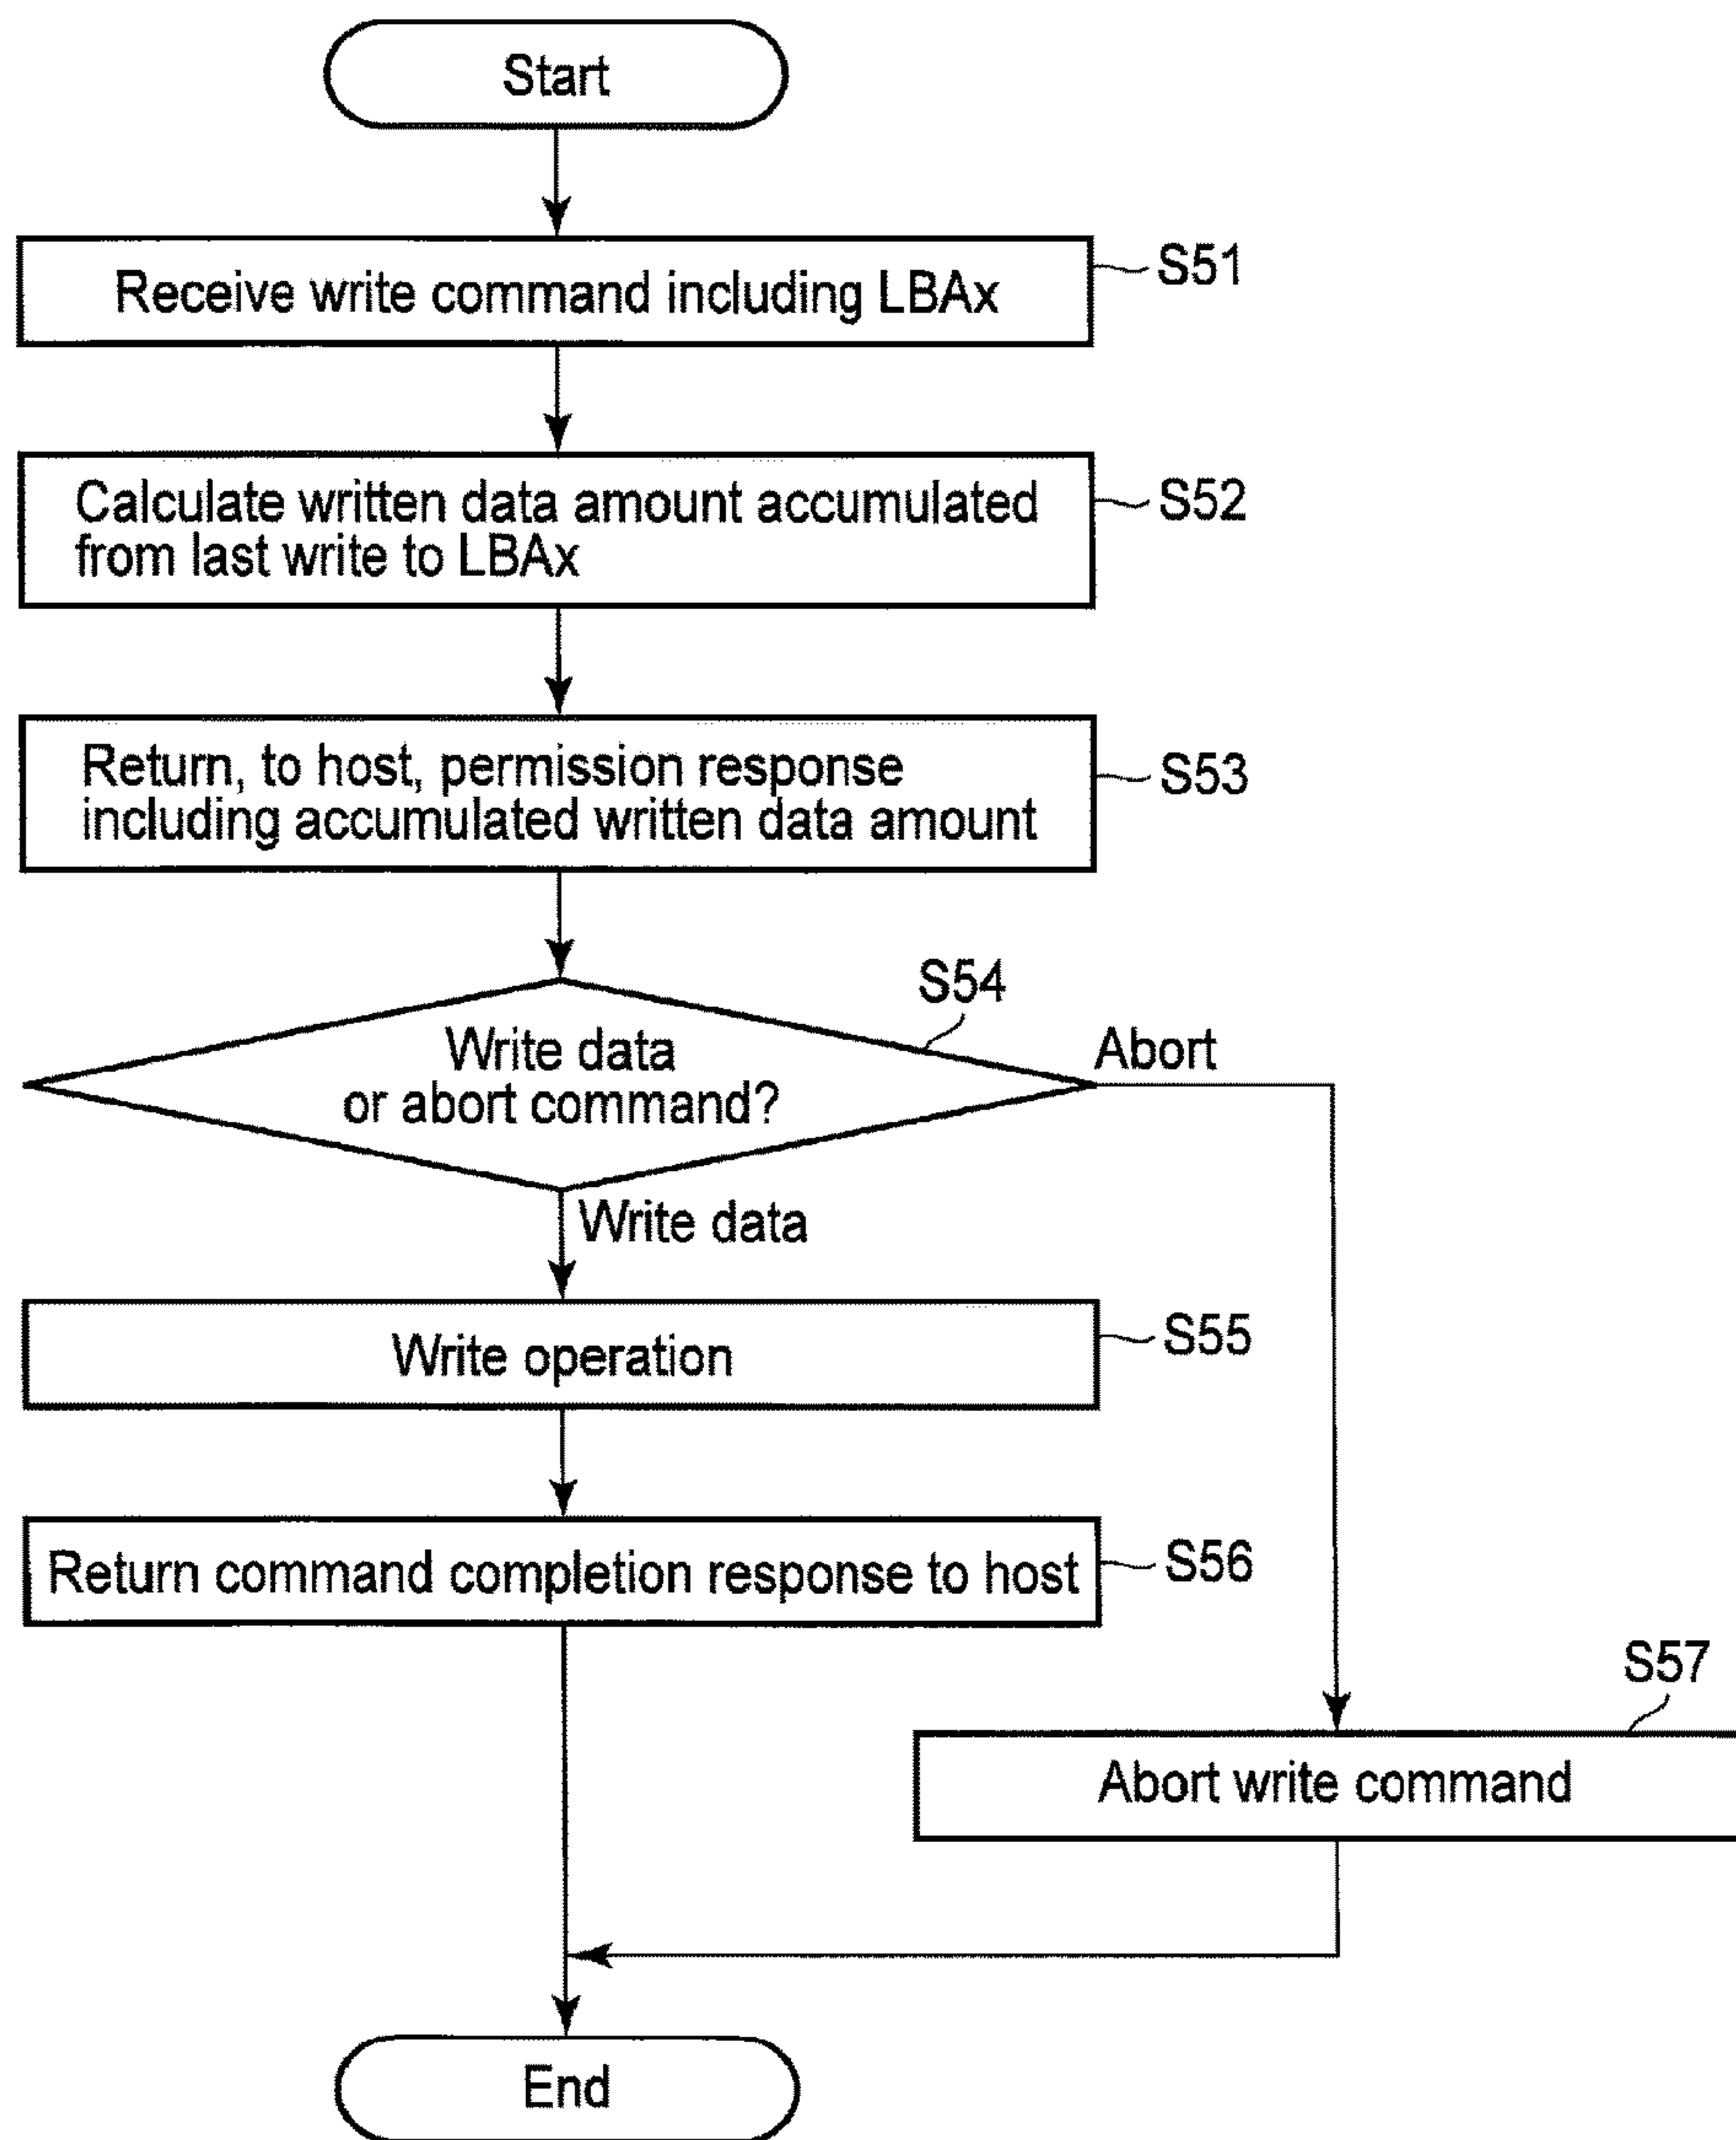 Start
Receive write command including LBAx
S51
Calculate written data amount accumulated
from last write to LBAx
S52
Return, to host, permission response
including accumulated written data amount
S53
S54
Write data
or abort command?
Abort
Write data
Write operation
S55
Return command completion response to host
S56
S57
Abort write command
End